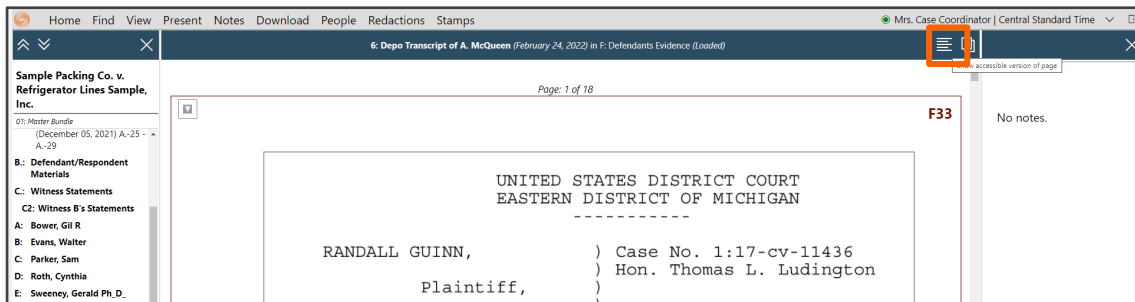 Home Find View Present Notes Download People Redactions Stamps
Mrs. Case Coordinator | Central Standard Time
6: Depo Transcript of A. McQueen (February 24, 2022) in F: Defendants Evidence (Loaded)
accessible version of page
Sample Packing Co. v.
Refrigerator Lines Sample,
Inc.
01: Master Bundle
(December 05, 2021) A.-25 -
A.-29
B.: Defendant/Respondent
Materials
C.: Witness Statements
C2: Witness B's Statements
A: Bower, Gil R
B: Evans, Walter
C: Parker, Sam
D: Roth, Cynthia
E: Sweeney, Gerald Ph_D_
Page: 1 of 18
F33
UNITED STATES DISTRICT COURT
EASTERN DISTRICT OF MICHIGAN
-----------
RANDALL GUINN, ) Case No. 1:17-cv-11436
) Hon. Thomas L. Ludington
Plaintiff, )
No notes.